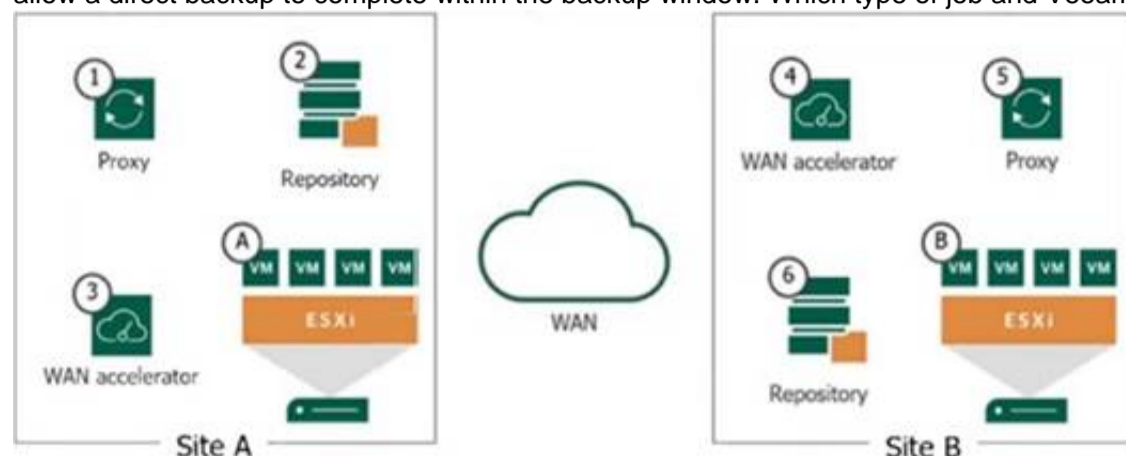 allow a direct backup to complete within the backup window. Which type of job and
1
Proxy
2
Repository
3
WAN accelerator
A
VM VM VM VM
ESXi
Site A
WAN
4
WAN accelerator
5
Proxy
6
Repository
B
VM VM VM VM
ESXi
Site B